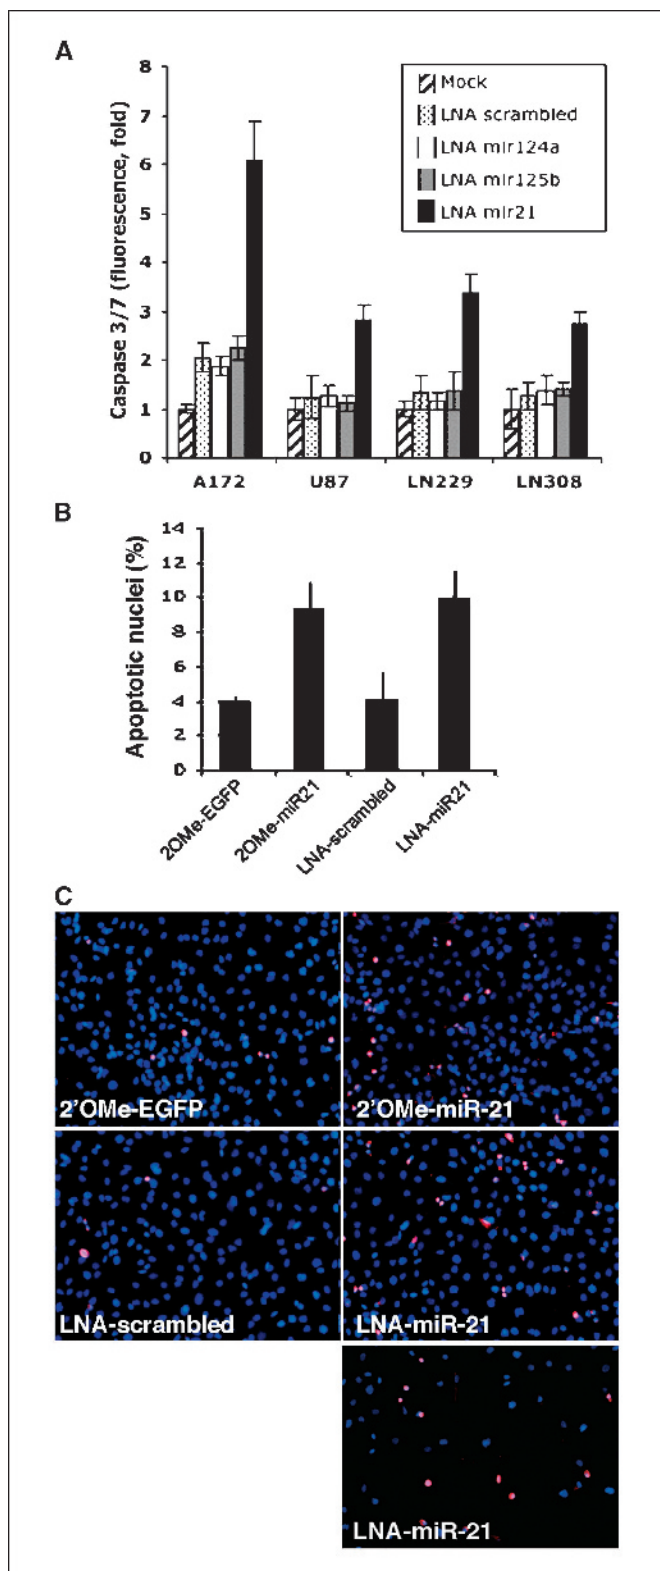 A
8
7
6
5
4
3
2
1
0
Caspase 3/7 (fluorescence, fold)
Mock
LNA scrambled
LNA mir124a
LNA mir125b
LNA mir21
A172 U87 LN229 LN308
B
14
12
10
8
6
4
2
0
Apoptotic nuclei (%)
2OMe-EGFP
2OMe-miR21
LNA-scrambled
LNA-miR21
C
2'OMe-EGFP
2'OMe-miR-21
LNA-scrambled
LNA-miR-21
LNA-miR-21